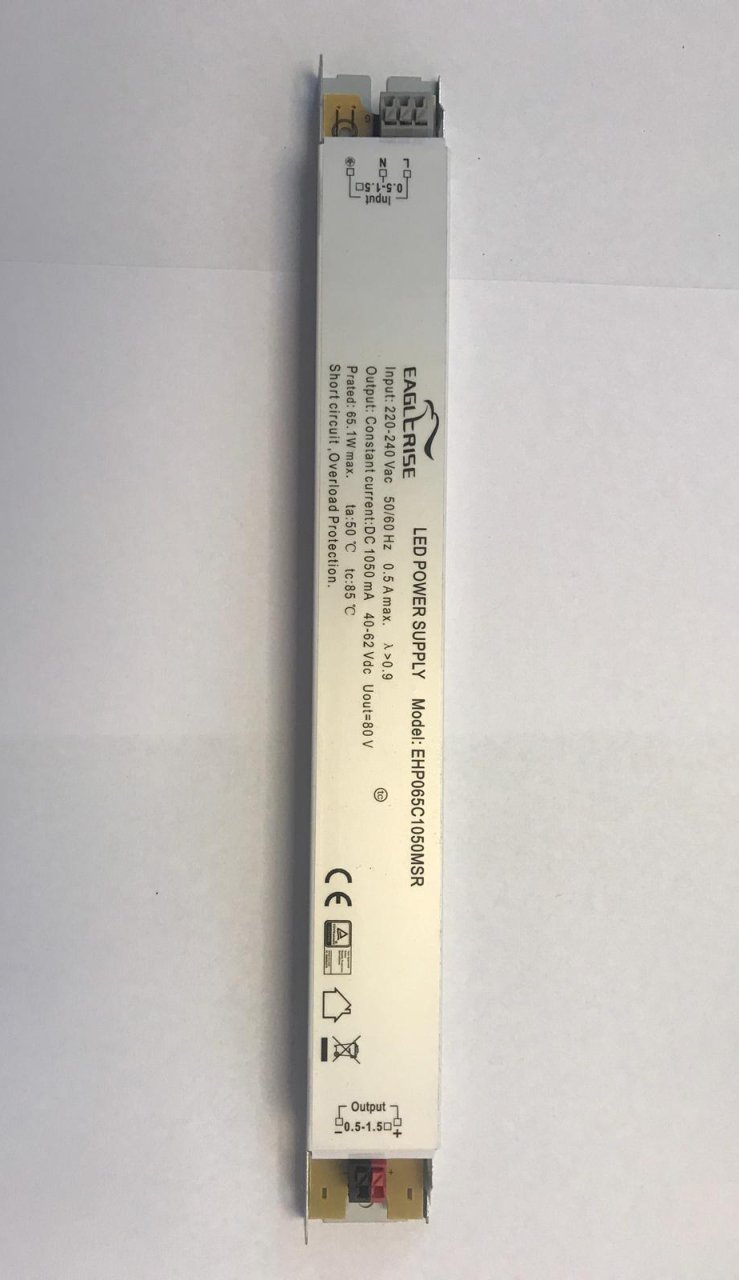 L
N
0.5-1.5□
Input
EAGLERISE
LED POWER SUPPLY Model: EHP065C1050MSR
Input: 220-240 Vac 50/60 Hz 0.5 A max. λ>0.9
Output: Constant current:DC 1050 mA 40-62 Vdc Uout=80 V
Prated: 65.1W max. ta:50 ℃ tc:85 ℃
Short circuit ,Overload Protection.
tc
CE
Output
0.5-1.5□
+
-